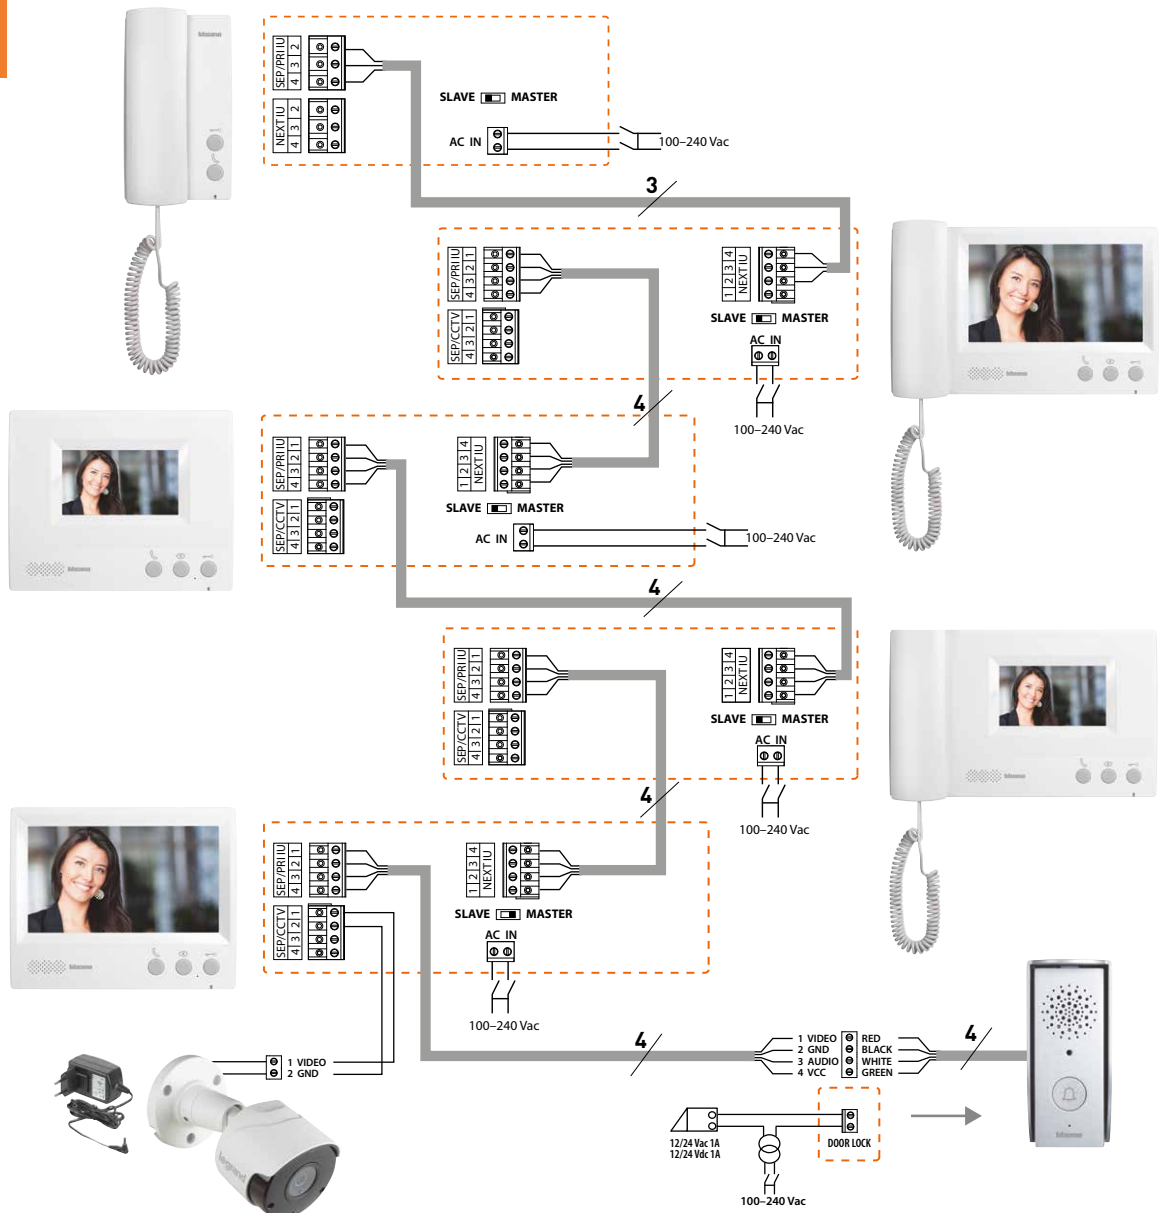 bticino
SEP/PRI IU
4 3 2
NEXT IU
4 3 2
SLAVE MASTER
AC IN
100–240 Vac
3
SEP/PRI IU
4 3 2 1
SEP/CCTV
4 3 2 1
1 2 3 4
NEXT IU
SLAVE MASTER
AC IN
100–240 Vac
bticino
4
SEP/PRI IU
4 3 2 1
SEP/CCTV
4 3 2 1
1 2 3 4
NEXT IU
SLAVE MASTER
AC IN
100–240 Vac
bticino
4
SEP/PRI IU
4 3 2 1
SEP/CCTV
4 3 2 1
1 2 3 4
NEXT IU
SLAVE MASTER
AC IN
100–240 Vac
bticino
4
SEP/PRI IU
4 3 2 1
SEP/CCTV
4 3 2 1
1 2 3 4
NEXT IU
SLAVE MASTER
AC IN
100–240 Vac
bticino
4
1 VIDEO RED
2 GND BLACK
3 AUDIO WHITE
4 VCC GREEN
4
1 VIDEO
2 GND
legrand
12/24 Vac 1A
12/24 Vdc 1A
DOOR LOCK
100–240 Vac
bticino